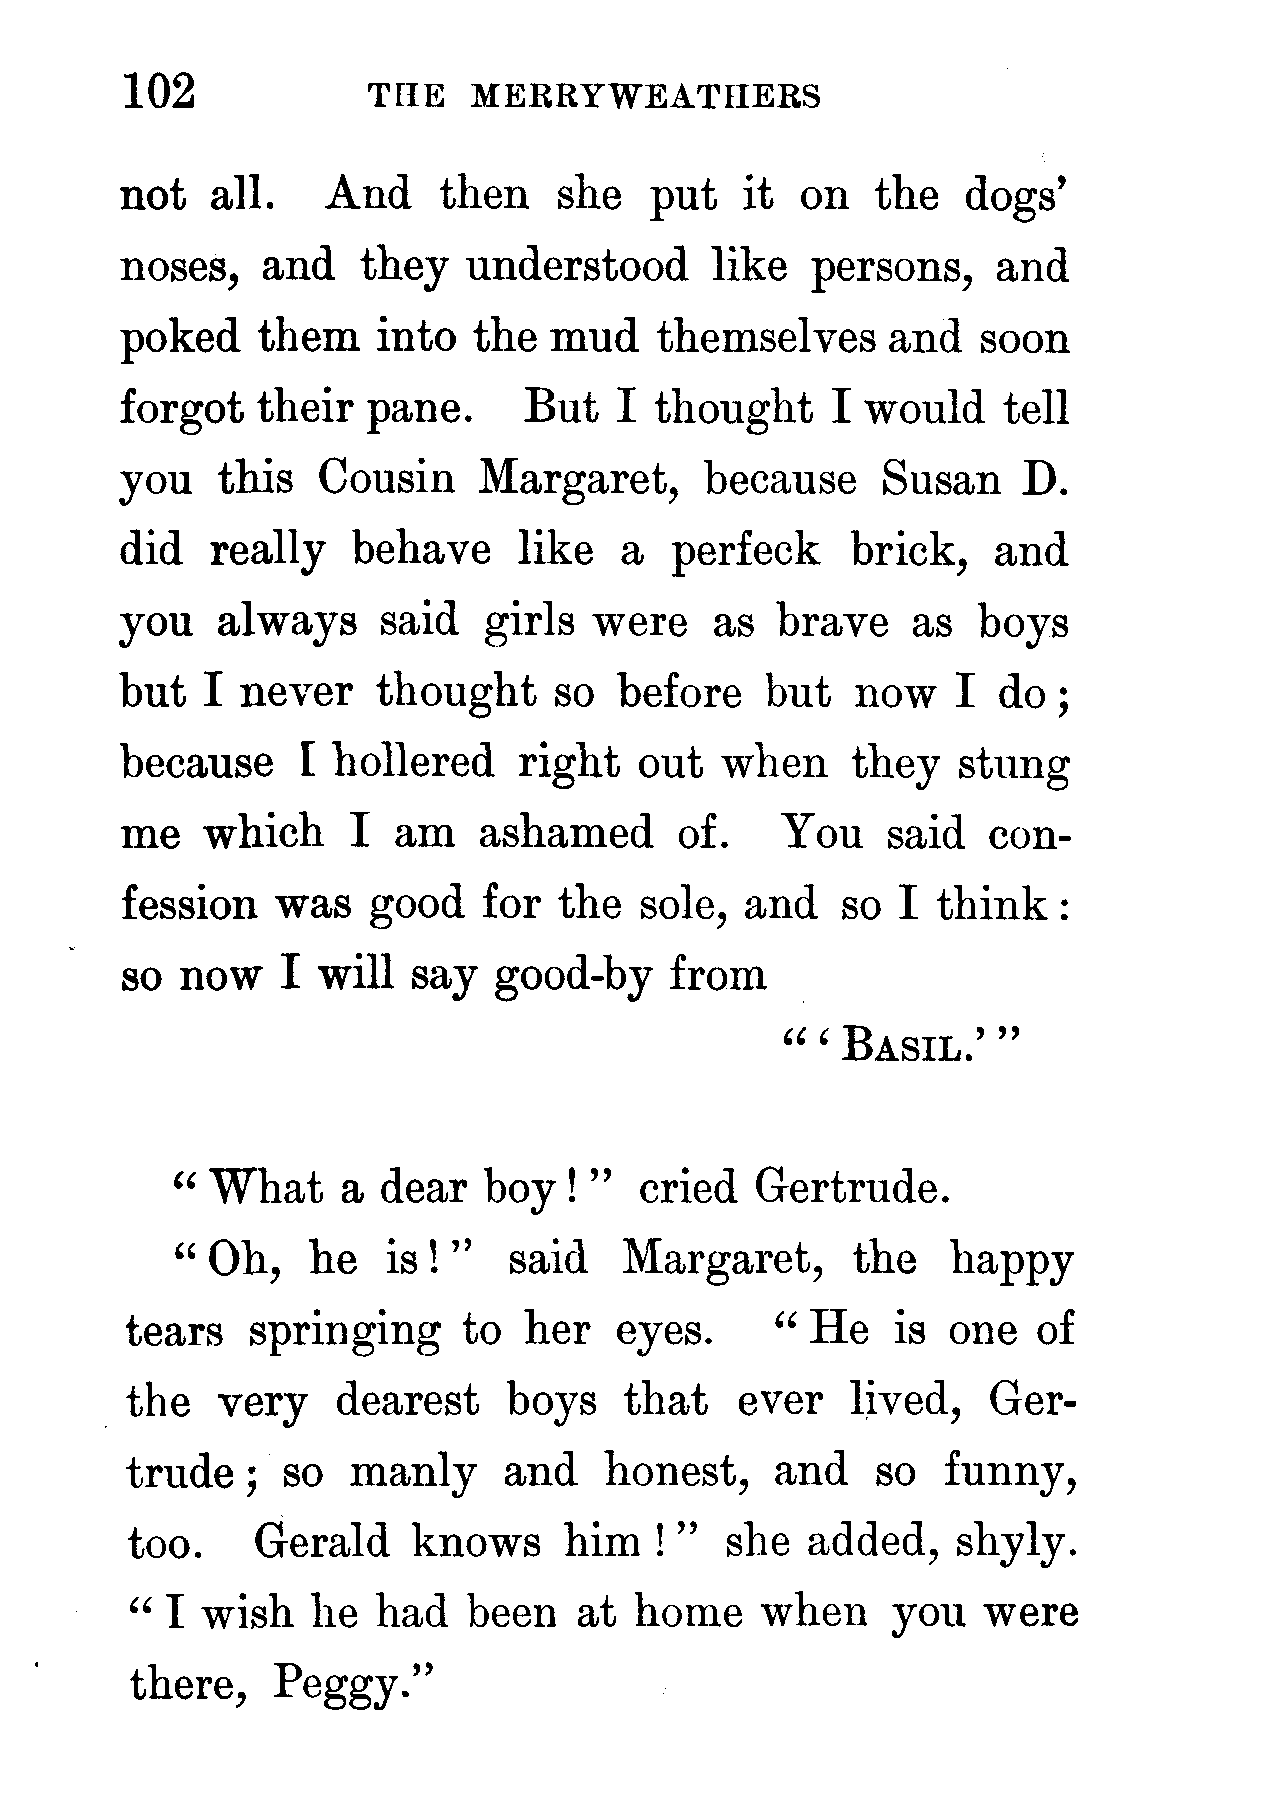 102 THE MERRYWEATHERS
not all. And then she put it on the dogs'
noses, and they understood like persons, and
poked them into the mud themselves and soon
forgot their pane. But I thought I would tell
you this Cousin Margaret, because Susan D.
did really behave like a perfeck brick, and
you always said girls were as brave as boys
but I never thought so before but now I do ;
because I hollered right out when they stung
me which I am ashamed of. You said con-
fession was good for the sole, and so I think :
so now I will say good-by from
“ ‘ BASIL.’ ”
“ What a dear boy ! ” cried Gertrude.
“ Oh, he is ! ” said Margaret, the happy
tears springing to her eyes. “ He is one of
the very dearest boys that ever lived, Ger-
trude ; so manly and honest, and so funny,
too. Gerald knows him ! ” she added, shyly.
“ I wish he had been at home when you were
there, Peggy.”